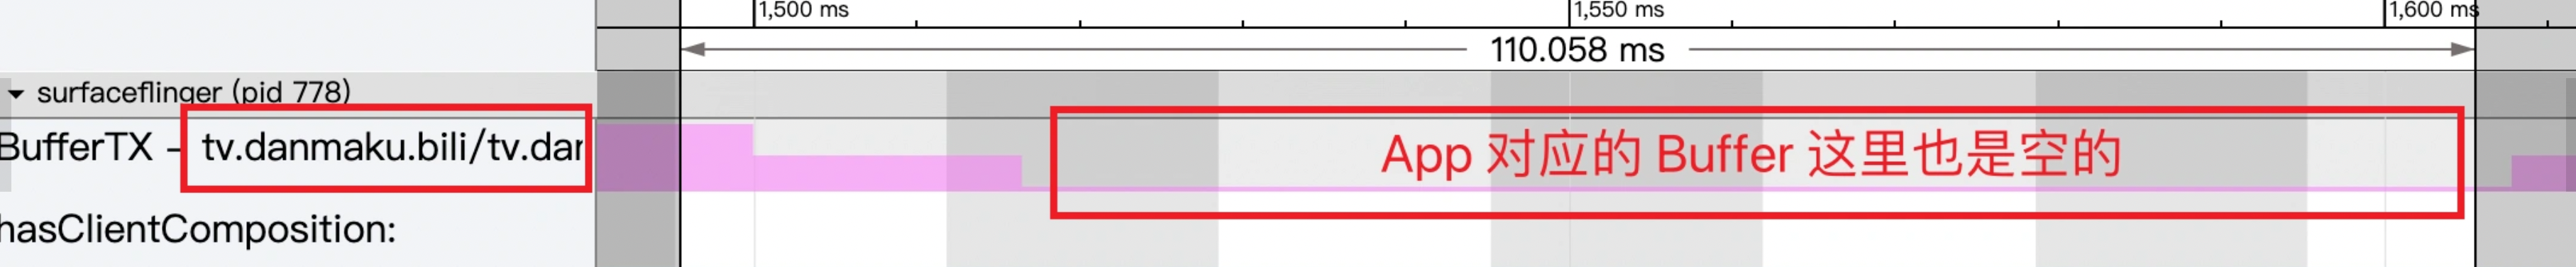 1,500 ms
1,550 ms
1,600 ms
110.058 ms
surfaceflinger (pid 778)
BufferTX – tv.danmaku.bili/tv.dan
App 对应的 Buffer 这里也是空的
hasClientComposition: